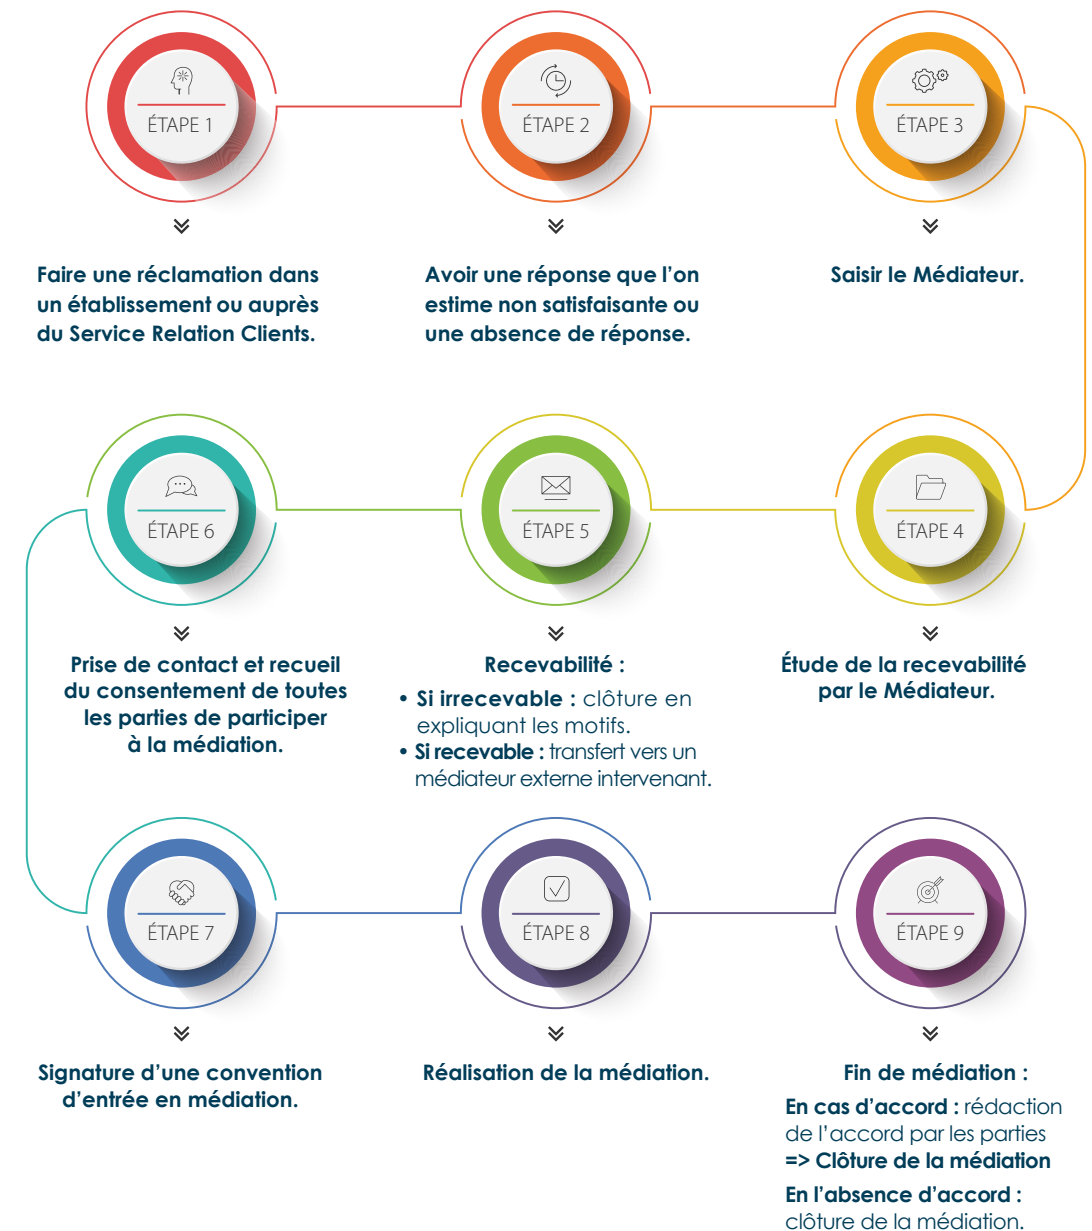 ÉTAPE 1
Faire une réclamation dans
un établissement ou auprès
du Service Relation Clients.
ÉTAPE 2
Avoir une réponse que l’on
estime non satisfaisante ou
une absence de réponse.
ÉTAPE 3
Saisir le Médiateur.
ÉTAPE 4
Étude de la recevabilité
par le Médiateur.
ÉTAPE 5
Recevabilité :
• Si irrecevable : clôture en
expliquant les motifs.
• Si recevable : transfert vers un
médiateur externe intervenant.
ÉTAPE 6
Prise de contact et recueil
du consentement de toutes
les parties de participer
à la médiation.
ÉTAPE 7
Signature d’une convention
d’entrée en médiation.
ÉTAPE 8
Réalisation de la médiation.
ÉTAPE 9
Fin de médiation :
En cas d’accord : rédaction
de l’accord par les parties
=> Clôture de la médiation
En l’absence d’accord :
clôture de la médiation.